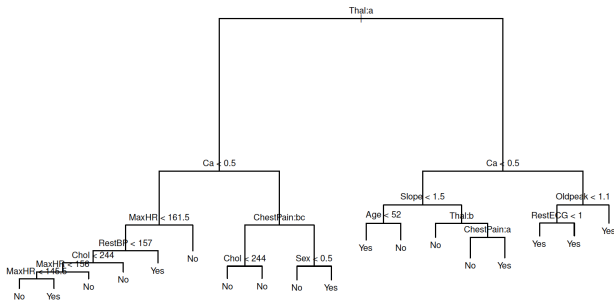 Thal:a
Ca < 0.5
Ca < 0.5
Slope < 1.5
Oldpeak < 1.1
MaxHR < 161.5
ChestPain:bc
Age < 52
Thal:b
RestECG < 1
ChestPain:a
Yes
RestBP < 157
Yes
No
No
Yes
Yes
Chol < 244
No
Chol < 244
Sex < 0.5
No
Yes
MaxHR < 156
Yes
MaxHR < 145.5
No
No
No
No
Yes
No
No
Yes